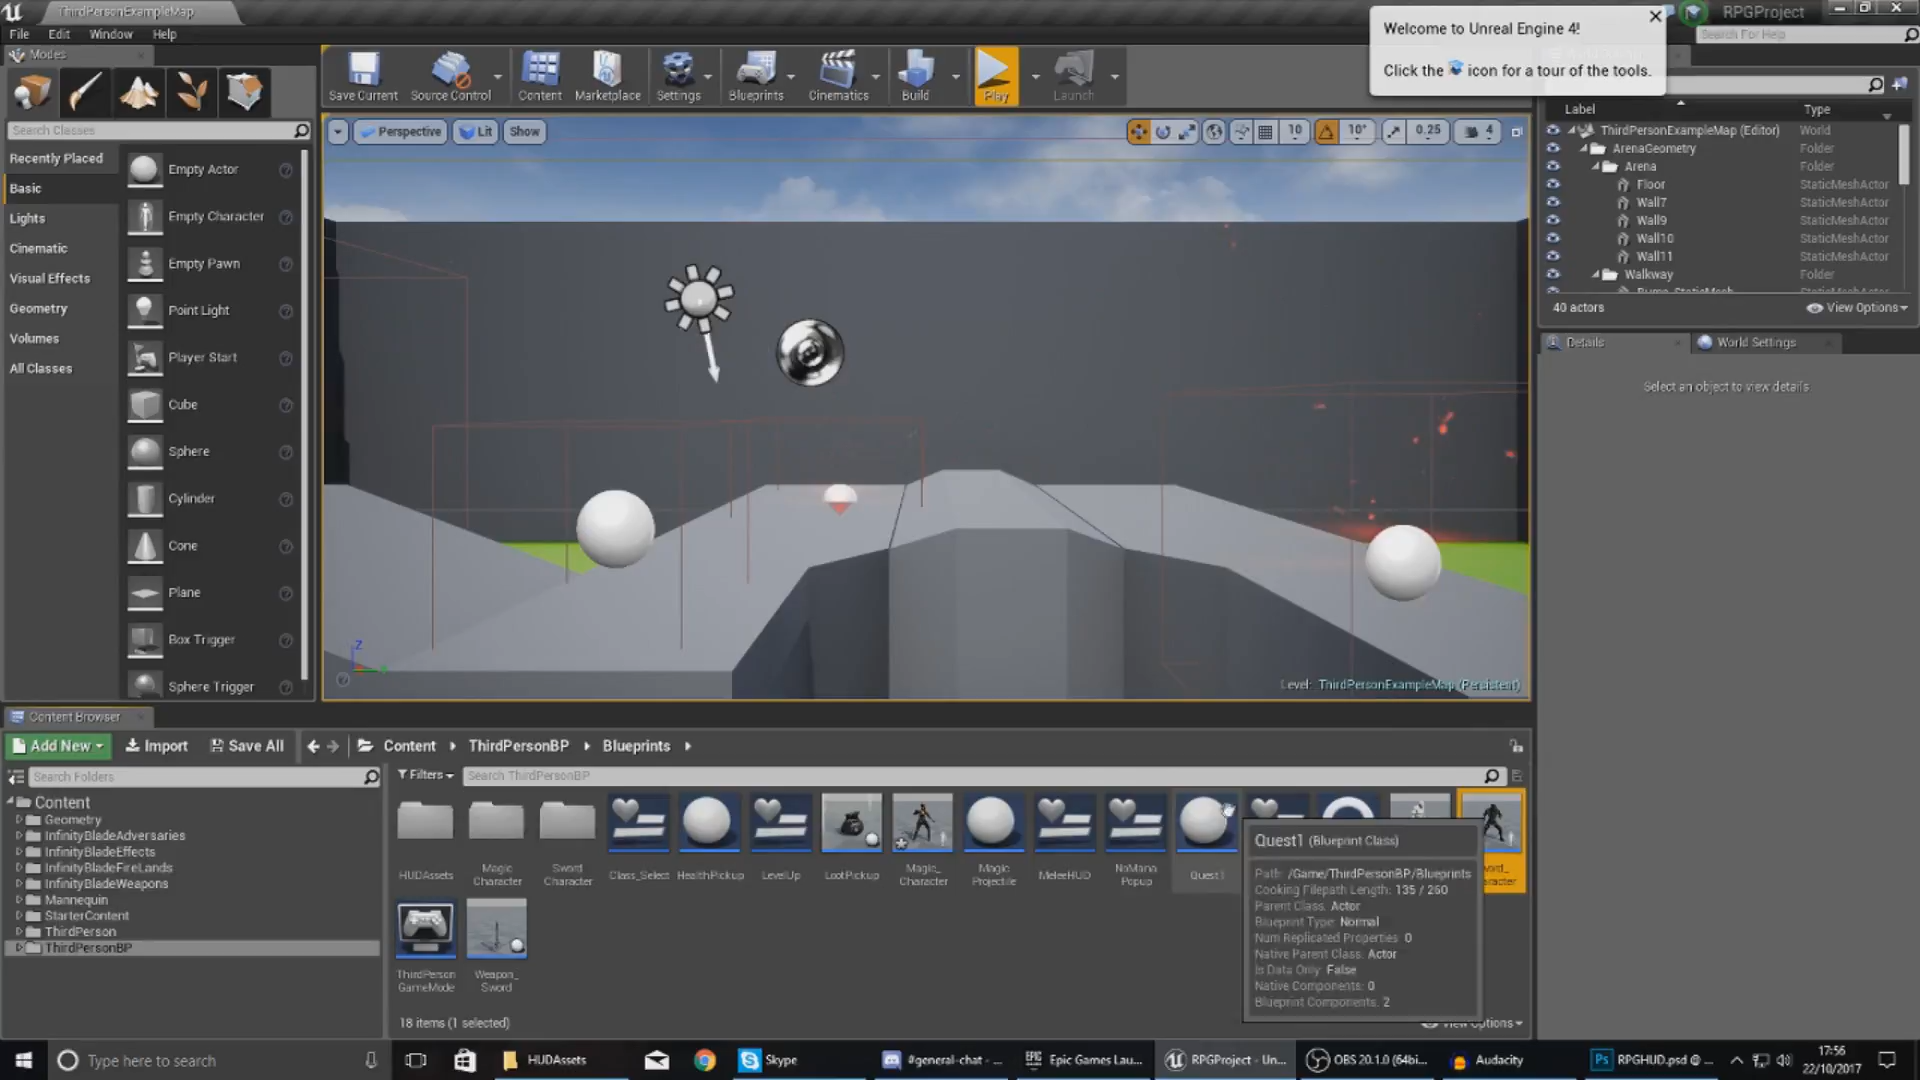 ThirdPersonExampleMap
RPGProject
File Edit Window Help
Search For Help
Welcome to Unreal Engine 4!
Click the icon for a tour of the tools.
Modes
Save Current
Source Control
Content
Marketplace
Settings
Blueprints
Cinematics
Build
Play
Launch
Search Classes
Recently Placed
Basic
Lights
Cinematic
Visual Effects
Geometry
Volumes
All Classes
Empty Actor
Empty Character
Empty Pawn
Point Light
Player Start
Cube
Sphere
Cylinder
Cone
Plane
Box Trigger
Sphere Trigger
Perspective
Lit
Show
10
10°
0.25
4
Z
Level: ThirdPersonExampleMap (Persistent)
Label Type
ThirdPersonExampleMap (Editor) World
ArenaGeometry Folder
Arena Folder
Floor StaticMeshActor
Wall7 StaticMeshActor
Wall9 StaticMeshActor
Wall10 StaticMeshActor
Wall11 StaticMeshActor
Walkway Folder
40 actors
View Options
Details
World Settings
Select an object to view details
Content Browser
Add New
Import
Save All
Content
ThirdPersonBP
Blueprints
Search Folders
Filters
Search ThirdPersonBP
Content
Geometry
InfinityBladeAdversaries
InfinityBladeEffects
InfinityBladeFireLands
InfinityBladeWeapons
Mannequin
StarterContent
ThirdPerson
ThirdPersonBP
HUDAssets
Magic Character
Sword Character
Class_Select
HealthPickup
LevelUp
LootPickup
Magic_Character
Magic Projectile
MeleeHUD
NoMana Popup
Quest1
ThirdPerson GameMode
Weapon_Sword
Quest1 (Blueprint Class)
Path: /Game/ThirdPersonBP/Blueprints
Cooking Filepath Length: 135 / 260
Parent Class: Actor
Blueprint Type: Normal
Num Replicated Properties: 0
Native Parent Class: Actor
Is Data Only: False
Native Components: 0
Blueprint Components: 2
18 items (1 selected)
View Options
Type here to search
HUDAssets
Skype
#general-chat - ...
Epic Games Lau...
RPGProject - Un...
OBS 20.1.0 (64bi...
Audacity
Ps
RPGHUD.psd @ ...
17:56
22/10/2017